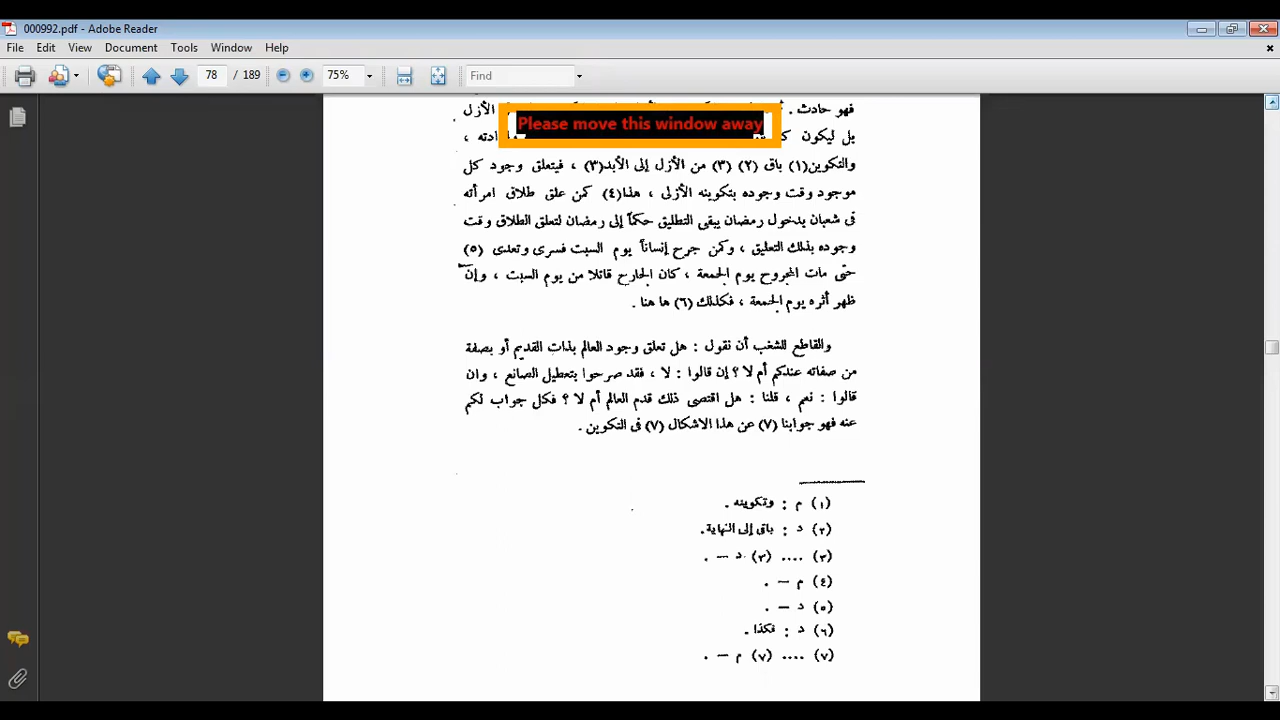 000992.pdf - Adobe Reader
File Edit View Document Tools Window Help
78 / 189 75% Find
فهو حادث . الأزل
Please move this window away
بل ليكون
والتكوين(١) باق (٢) (٣) من الأزل إلى الأبد(٣) ، فيتعلق وجود كل
موجود وقت وجوده بتكوينه الأزلى ، هذا(٤) كمن علق طلاق امرأته
فى شعبان بدخول رمضان يبقى التطليق حكماً إلى رمضان لتعلق الطلاق وقت
وجوده بذلك التعليق ، وكمن جرح إنساناً يوم السبت فسرى وتعدى (٥)
حتّى مات المجروح يوم الجمعة ، كان الجارح قاتلا من يوم السبت ، وإن
ظهر أثره يوم الجمعة ، فكذلك (٦) ها هنا .
والقاطع للشغب أن نقول : هل تعلق وجود العالم بذات القديم أو بصفة
من صفاته عندكم أم لا ؟ إن قالوا : لا ، فقد صرحوا بتعطيل الصانع ، وان
قالوا : نعم ، قلنا : هل اقتضى ذلك قدم العالم أم لا ؟ فكل جواب لكم
عنه فهو جوابنا (٧) عن هذا الاشكال (٧) فى التكوين .
(١) م : وتكوينه .
(٢) د : باق إلى النهاية .
(٣) .... (٣) د – .
(٤) م – .
(٥) د – .
(٦) د : فكذا .
(٧) .... (٧) م – .